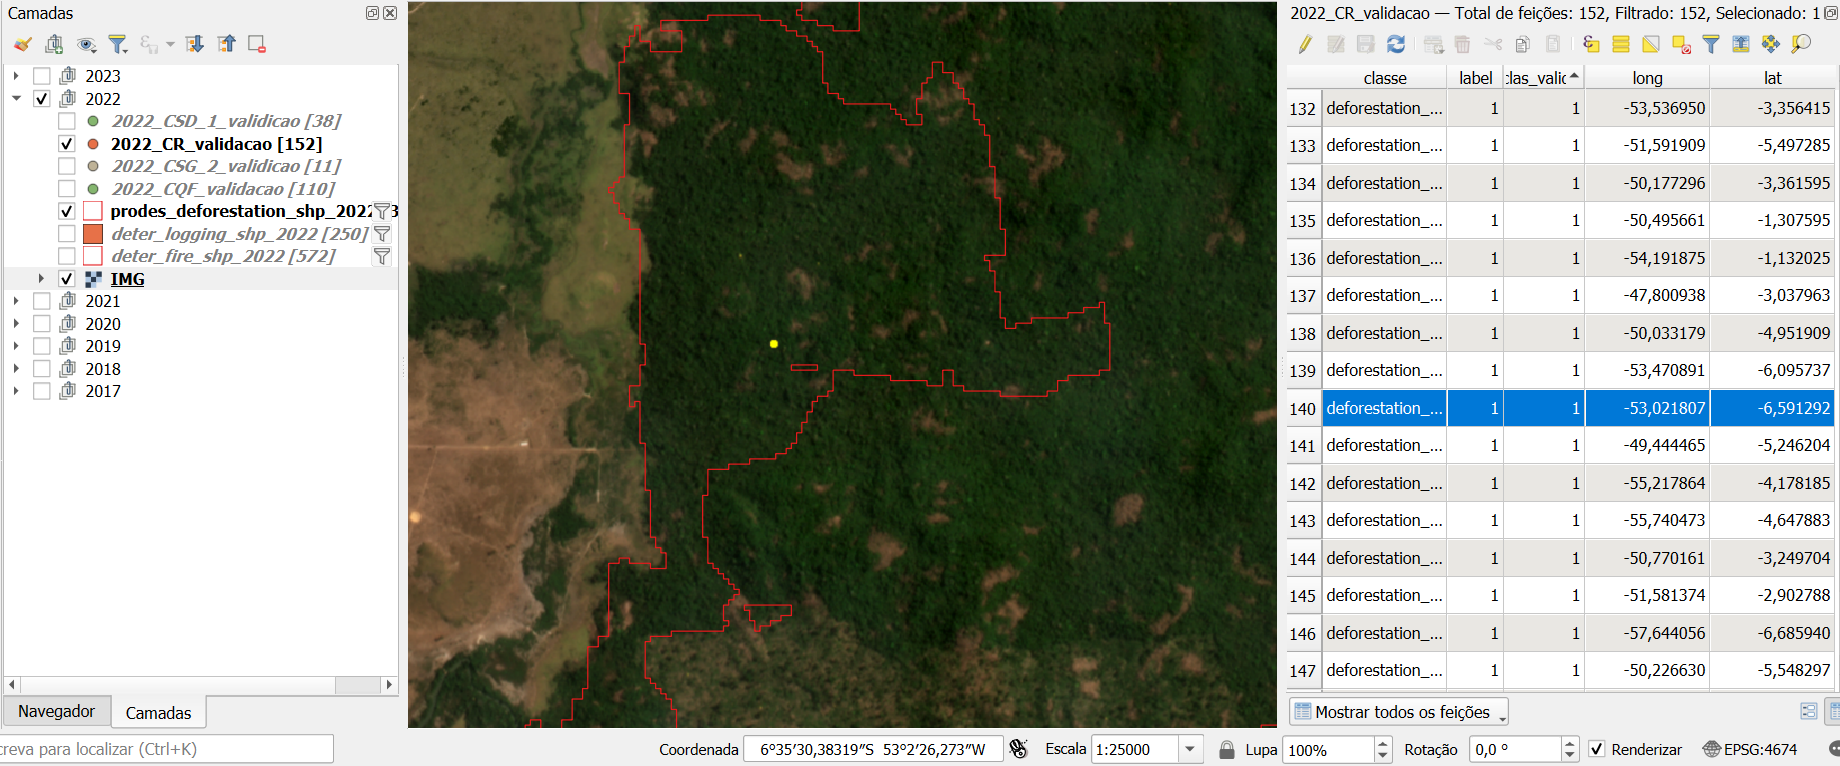 Camadas
2023
2022
2022_CSD_1_validicao [38]
2022_CR_validacao [152]
2022_CSG_2_validicao [11]
2022_CQF_validacao [110]
prodes_deforestation_shp_2022
deter_logging_shp_2022 [250]
deter_fire_shp_2022 [572]
IMG
2021
2020
2019
2018
2017
Navegador
Camadas
creva para localizar (Ctrl+K)
Coordenada 6°35'30,38319"S 53°2'26,273"W
Escala 1:25000
Lupa 100%
Rotação 0,0 °
Renderizar
EPSG:4674
2022_CR_validacao — Total de feições: 152, Filtrado: 152, Selecionado: 1
classe label clas_valic long lat
132 deforestation_... 1 1 -53,536950 -3,356415
133 deforestation_... 1 1 -51,591909 -5,497285
134 deforestation_... 1 1 -50,177296 -3,361595
135 deforestation_... 1 1 -50,495661 -1,307595
136 deforestation_... 1 1 -54,191875 -1,132025
137 deforestation_... 1 1 -47,800938 -3,037963
138 deforestation_... 1 1 -50,033179 -4,951909
139 deforestation_... 1 1 -53,470891 -6,095737
140 deforestation_... 1 1 -53,021807 -6,591292
141 deforestation_... 1 1 -49,444465 -5,246204
142 deforestation_... 1 1 -55,217864 -4,178185
143 deforestation_... 1 1 -55,740473 -4,647883
144 deforestation_... 1 1 -50,770161 -3,249704
145 deforestation_... 1 1 -51,581374 -2,902788
146 deforestation_... 1 1 -57,644056 -6,685940
147 deforestation_... 1 1 -50,226630 -5,548297
Mostrar todos os feições